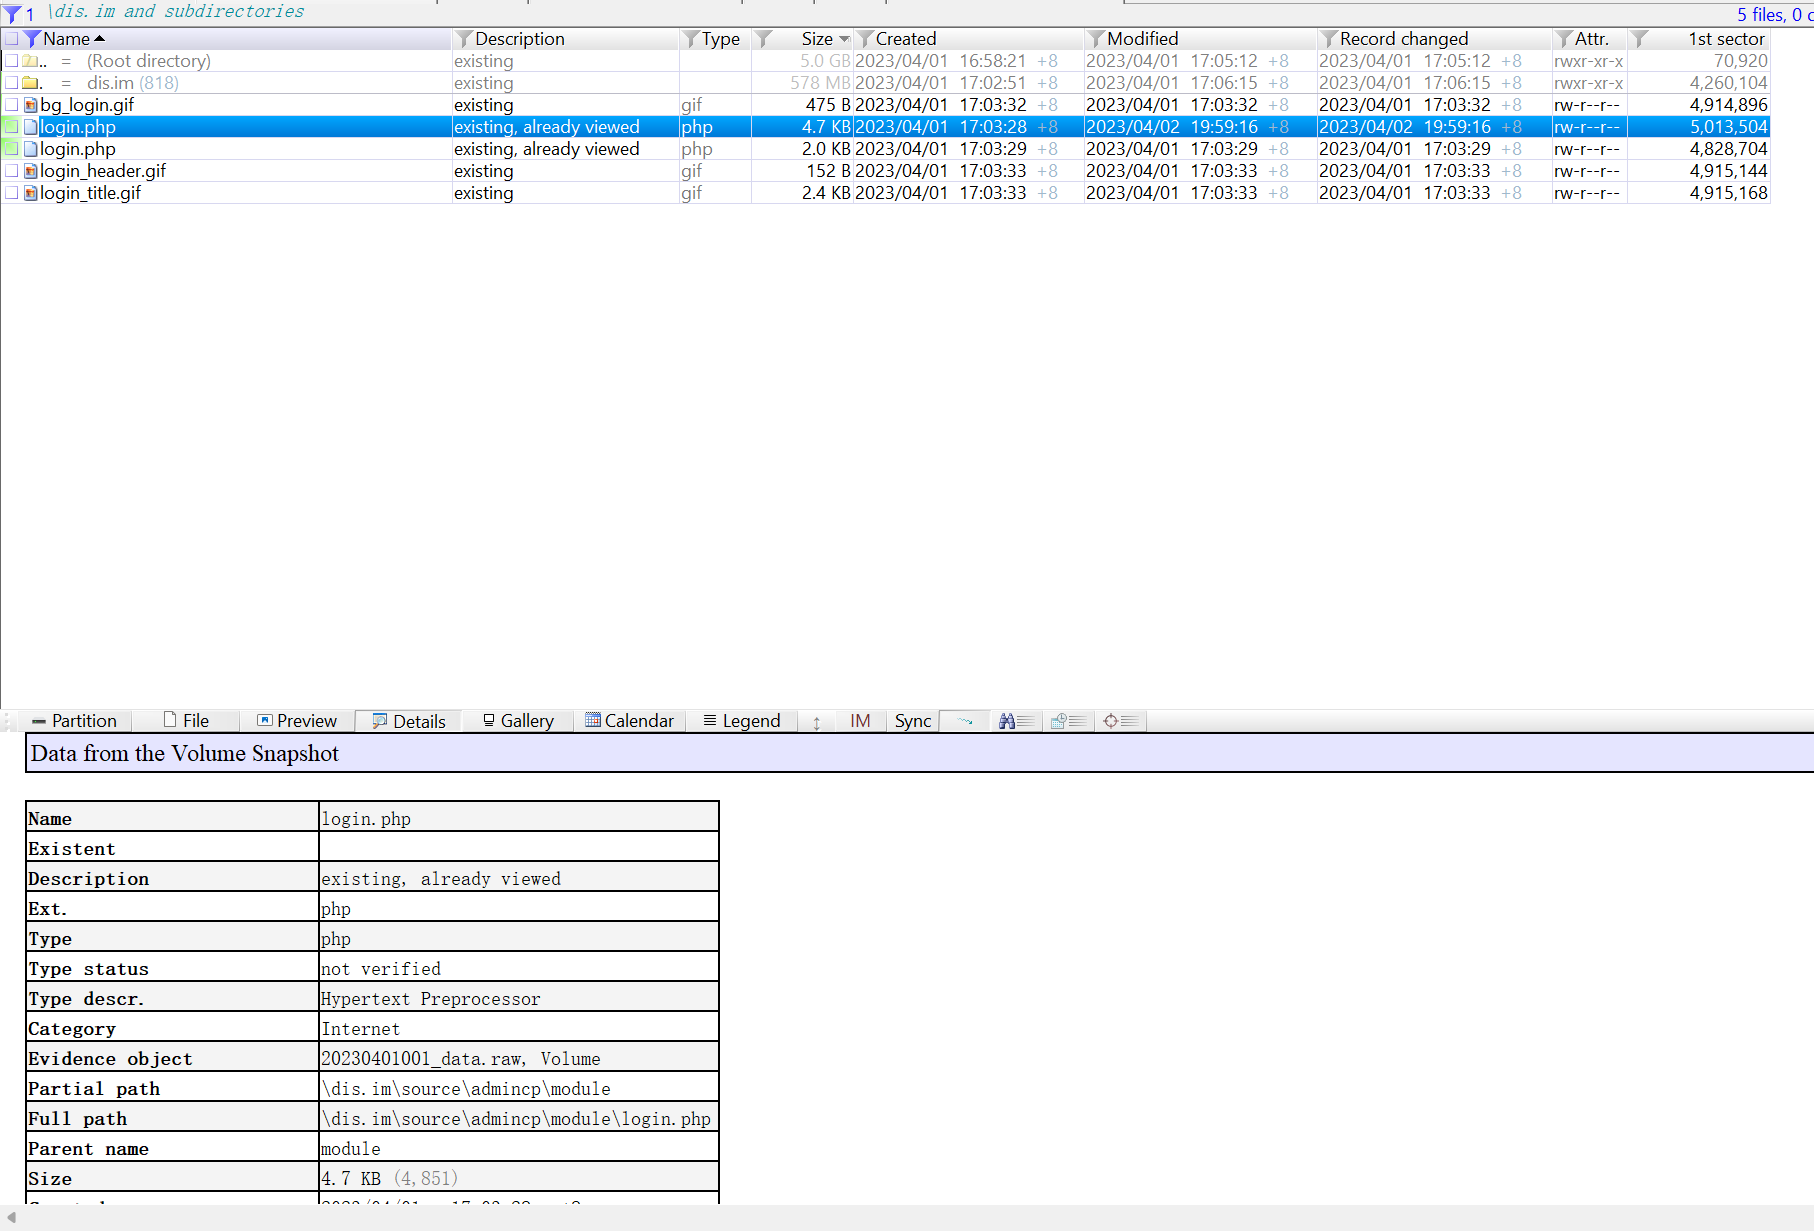 1 \dis.im and subdirectories 5 files, 0
Name Description Type Size Created Modified Record changed Attr. 1st sector
.. = (Root directory) existing 5.0 GB 2023/04/01 16:58:21 +8 2023/04/01 17:05:12 +8 2023/04/01 17:05:12 +8 rwxr-xr-x 70,920
. = dis.im (818) existing 578 MB 2023/04/01 17:02:51 +8 2023/04/01 17:06:15 +8 2023/04/01 17:06:15 +8 rwxr-xr-x 4,260,104
bg_login.gif existing gif 475 B 2023/04/01 17:03:32 +8 2023/04/01 17:03:32 +8 2023/04/01 17:03:32 +8 rw-r--r-- 4,914,896
login.php existing, already viewed php 4.7 KB 2023/04/01 17:03:28 +8 2023/04/02 19:59:16 +8 2023/04/02 19:59:16 +8 rw-r--r-- 5,013,504
login.php existing, already viewed php 2.0 KB 2023/04/01 17:03:29 +8 2023/04/01 17:03:29 +8 2023/04/01 17:03:29 +8 rw-r--r-- 4,828,704
login_header.gif existing gif 152 B 2023/04/01 17:03:33 +8 2023/04/01 17:03:33 +8 2023/04/01 17:03:33 +8 rw-r--r-- 4,915,144
login_title.gif existing gif 2.4 KB 2023/04/01 17:03:33 +8 2023/04/01 17:03:33 +8 2023/04/01 17:03:33 +8 rw-r--r-- 4,915,168
Partition File Preview Details Gallery Calendar Legend IM Sync
Data from the Volume Snapshot
Name login.php
Existent
Description existing, already viewed
Ext. php
Type php
Type status not verified
Type descr. Hypertext Preprocessor
Category Internet
Evidence object 20230401001_data.raw, Volume
Partial path \dis.im\source\admincp\module
Full path \dis.im\source\admincp\module\login.php
Parent name module
Size 4.7 KB (4,851)